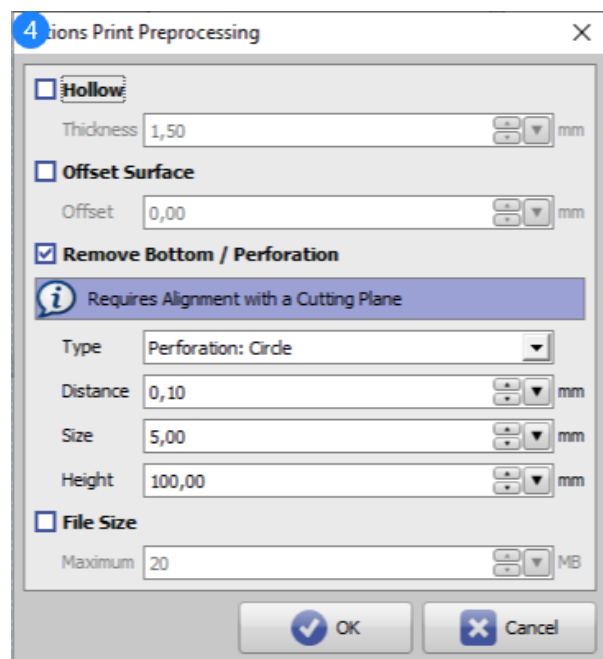 4
tions Print Preprocessing
Hollow
Thickness 1,50 mm
Offset Surface
Offset 0,00 mm
Remove Bottom / Perforation
Requires Alignment with a Cutting Plane
Type Perforation: Circle
Distance 0,10 mm
Size 5,00 mm
Height 100,00 mm
File Size
Maximum 20 MB
OK Cancel